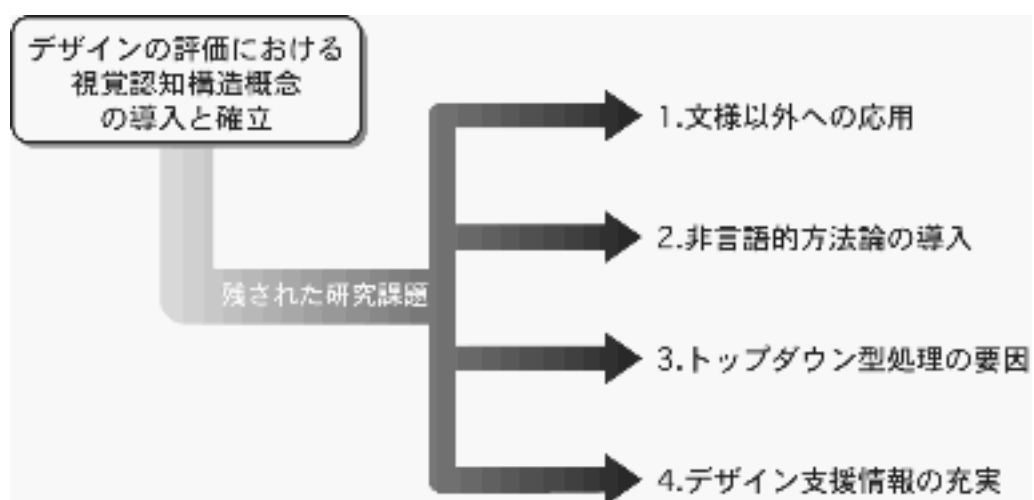 デザインの評価における
視覚認知構造概念
の導入と確立
1.文様以外への応用
2.非言語的方法論の導入
残された研究課題
3.トップダウン型処理の要因
4.デザイン支援情報の充実